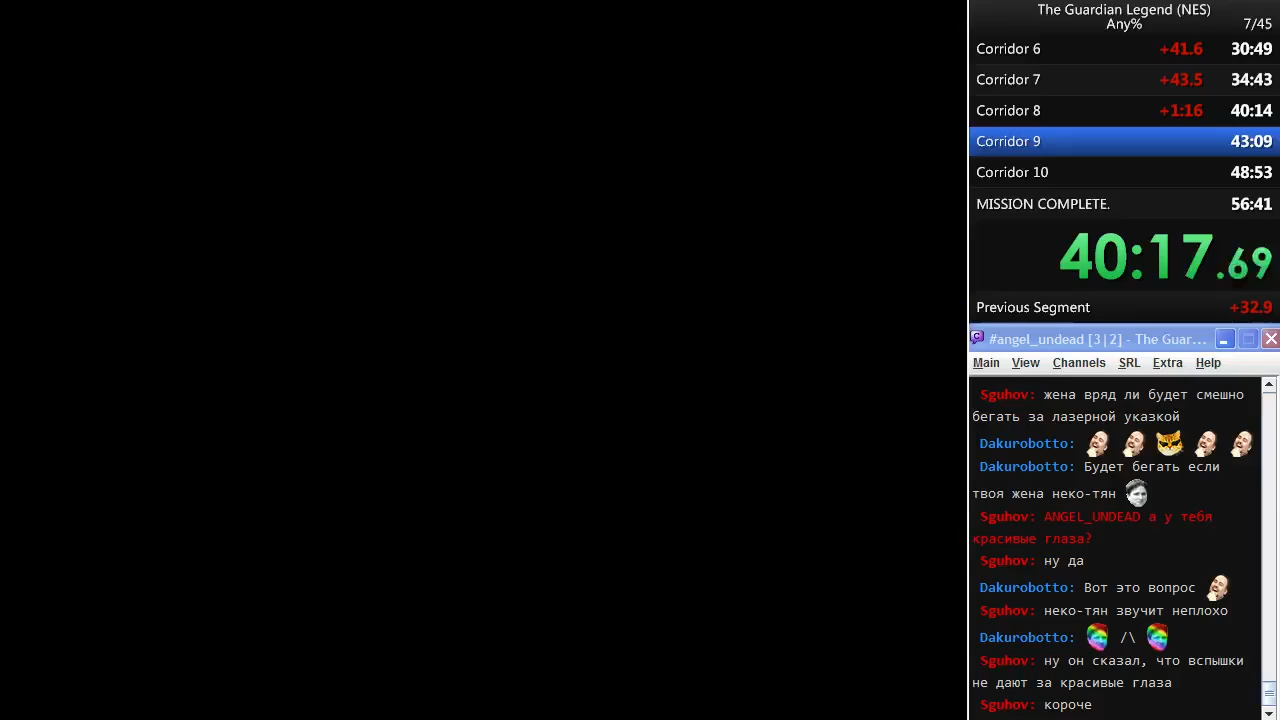 The Guardian Legend (NES)
Any% 7/45
Corridor 6 +41.6 30:49
Corridor 7 +43.5 34:43
Corridor 8 +1:16 40:14
Corridor 9 43:09
Corridor 10 48:53
MISSION COMPLETE. 56:41
40:17.69
Previous Segment +32.9
#angel_undead [3|2] - The Guar...
Main View Channels SRL Extra Help
Sguhov: жена вряд ли будет смешно
бегать за лазерной указкой
Dakurobotto:
Dakurobotto: Будет бегать если
твоя жена неко-тян
Sguhov: ANGEL_UNDEAD а у тебя
красивые глаза?
Sguhov: ну да
Dakurobotto: Вот это вопрос
Sguhov: неко-тян звучит неплохо
Dakurobotto: /\
Sguhov: ну он сказал, что вспышки
не дают за красивые глаза
Sguhov: короче